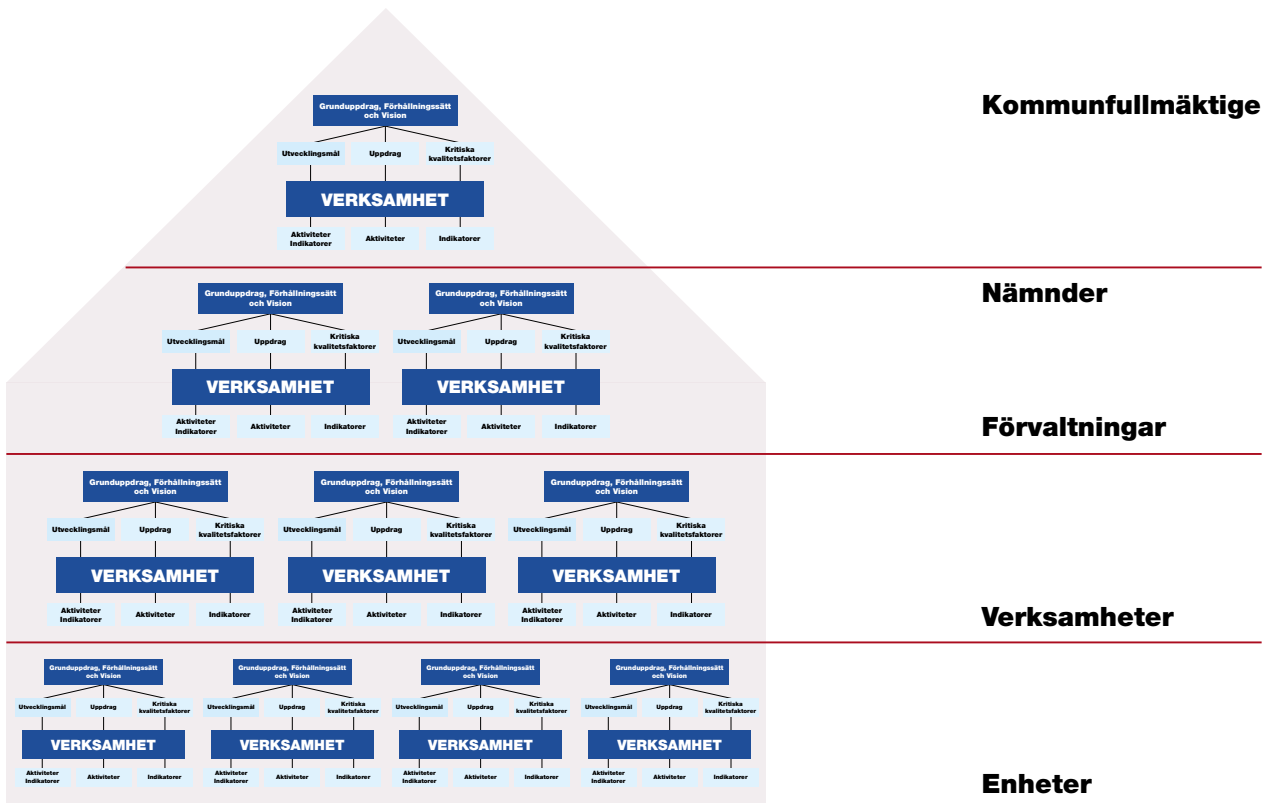 Kommunfullmäktige
Grunduppdrag, Förhållningssätt
och Vision
Utvecklingsmål
Uppdrag
Kritiska
kvalitetsfaktorer
VERKSAMHET
Aktiviteter
Indikatorer
Aktiviteter
Indikatorer
Nämnder
Grunduppdrag, Förhållningssätt
och Vision
Utvecklingsmål
Uppdrag
Kritiska
kvalitetsfaktorer
VERKSAMHET
Aktiviteter
Indikatorer
Aktiviteter
Indikatorer
Grunduppdrag, Förhållningssätt
och Vision
Utvecklingsmål
Uppdrag
Kritiska
kvalitetsfaktorer
VERKSAMHET
Aktiviteter
Indikatorer
Aktiviteter
Indikatorer
Förvaltningar
Grunduppdrag, Förhållningssätt
och Vision
Utvecklingsmål
Uppdrag
Kritiska
kvalitetsfaktorer
VERKSAMHET
Aktiviteter
Indikatorer
Aktiviteter
Indikatorer
Grunduppdrag, Förhållningssätt
och Vision
Utvecklingsmål
Uppdrag
Kritiska
kvalitetsfaktorer
VERKSAMHET
Aktiviteter
Indikatorer
Aktiviteter
Indikatorer
Grunduppdrag, Förhållningssätt
och Vision
Utvecklingsmål
Uppdrag
Kritiska
kvalitetsfaktorer
VERKSAMHET
Aktiviteter
Indikatorer
Aktiviteter
Indikatorer
Verksamheter
Grunduppdrag, Förhållningssätt
och Vision
Utvecklingsmål
Uppdrag
Kritiska
kvalitetsfaktorer
VERKSAMHET
Aktiviteter
Indikatorer
Aktiviteter
Indikatorer
Grunduppdrag, Förhållningssätt
och Vision
Utvecklingsmål
Uppdrag
Kritiska
kvalitetsfaktorer
VERKSAMHET
Aktiviteter
Indikatorer
Aktiviteter
Indikatorer
Grunduppdrag, Förhållningssätt
och Vision
Utvecklingsmål
Uppdrag
Kritiska
kvalitetsfaktorer
VERKSAMHET
Aktiviteter
Indikatorer
Aktiviteter
Indikatorer
Grunduppdrag, Förhållningssätt
och Vision
Utvecklingsmål
Uppdrag
Kritiska
kvalitetsfaktorer
VERKSAMHET
Aktiviteter
Indikatorer
Aktiviteter
Indikatorer
Enheter